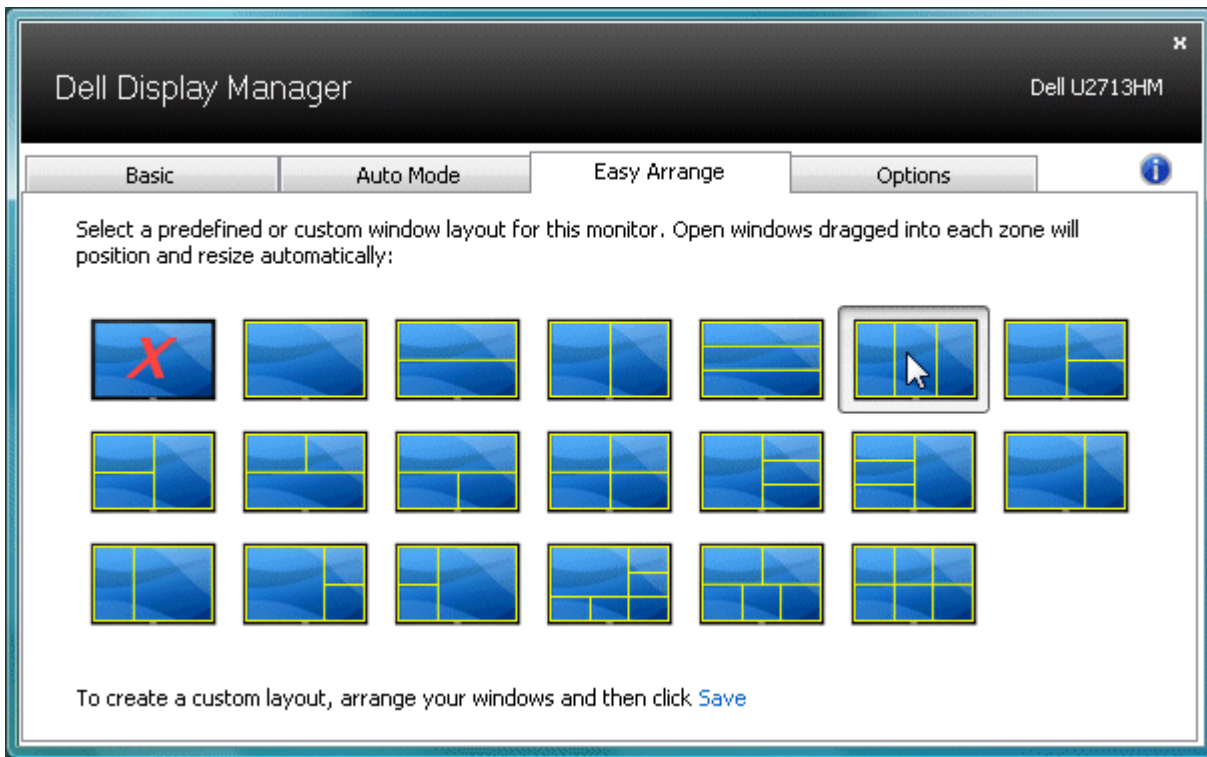 x
Dell Display Manager
Dell U2713HM
Basic
Auto Mode
Easy Arrange
Options
i
Select a predefined or custom window layout for this monitor. Open windows dragged into each zone will
position and resize automatically:
X
To create a custom layout, arrange your windows and then click Save